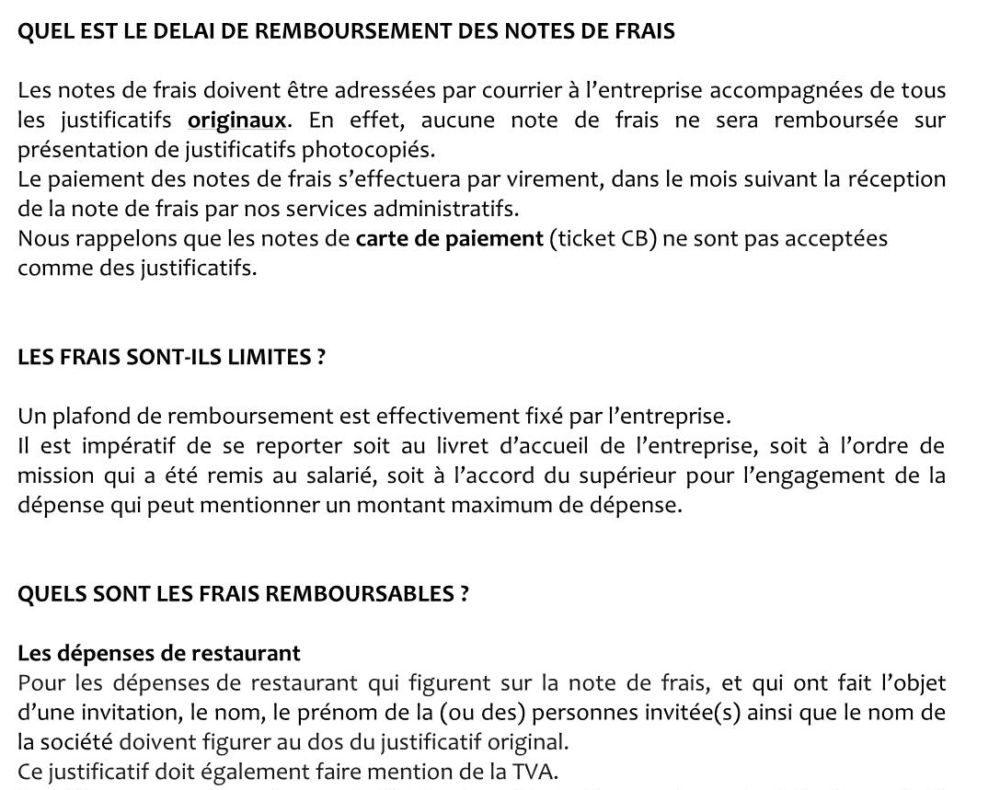 QUEL EST LE DELAI DE REMBOURSEMENT DES NOTES DE FRAIS
Les notes de frais doivent être adressées par courrier à l’entreprise accompagnées de tous
les justificatifs originaux. En effet, aucune note de frais ne sera remboursée sur
présentation de justificatifs photocopiés.
Le paiement des notes de frais s’effectuera par virement, dans le mois suivant la réception
de la note de frais par nos services administratifs.
Nous rappelons que les notes de carte de paiement (ticket CB) ne sont pas acceptées
comme des justificatifs.
LES FRAIS SONT-ILS LIMITES ?
Un plafond de remboursement est effectivement fixé par l’entreprise.
Il est impératif de se reporter soit au livret d’accueil de l’entreprise, soit à l’ordre de
mission qui a été remis au salarié, soit à l’accord du supérieur pour l’engagement de la
dépense qui peut mentionner un montant maximum de dépense.
QUELS SONT LES FRAIS REMBOURSABLES ?
Les dépenses de restaurant
Pour les dépenses de restaurant qui figurent sur la note de frais, et qui ont fait l’objet
d’une invitation, le nom, le prénom de la (ou des) personnes invitée(s) ainsi que le nom de
la société doivent figurer au dos du justificatif original.
Ce justificatif doit également faire mention de la TVA.